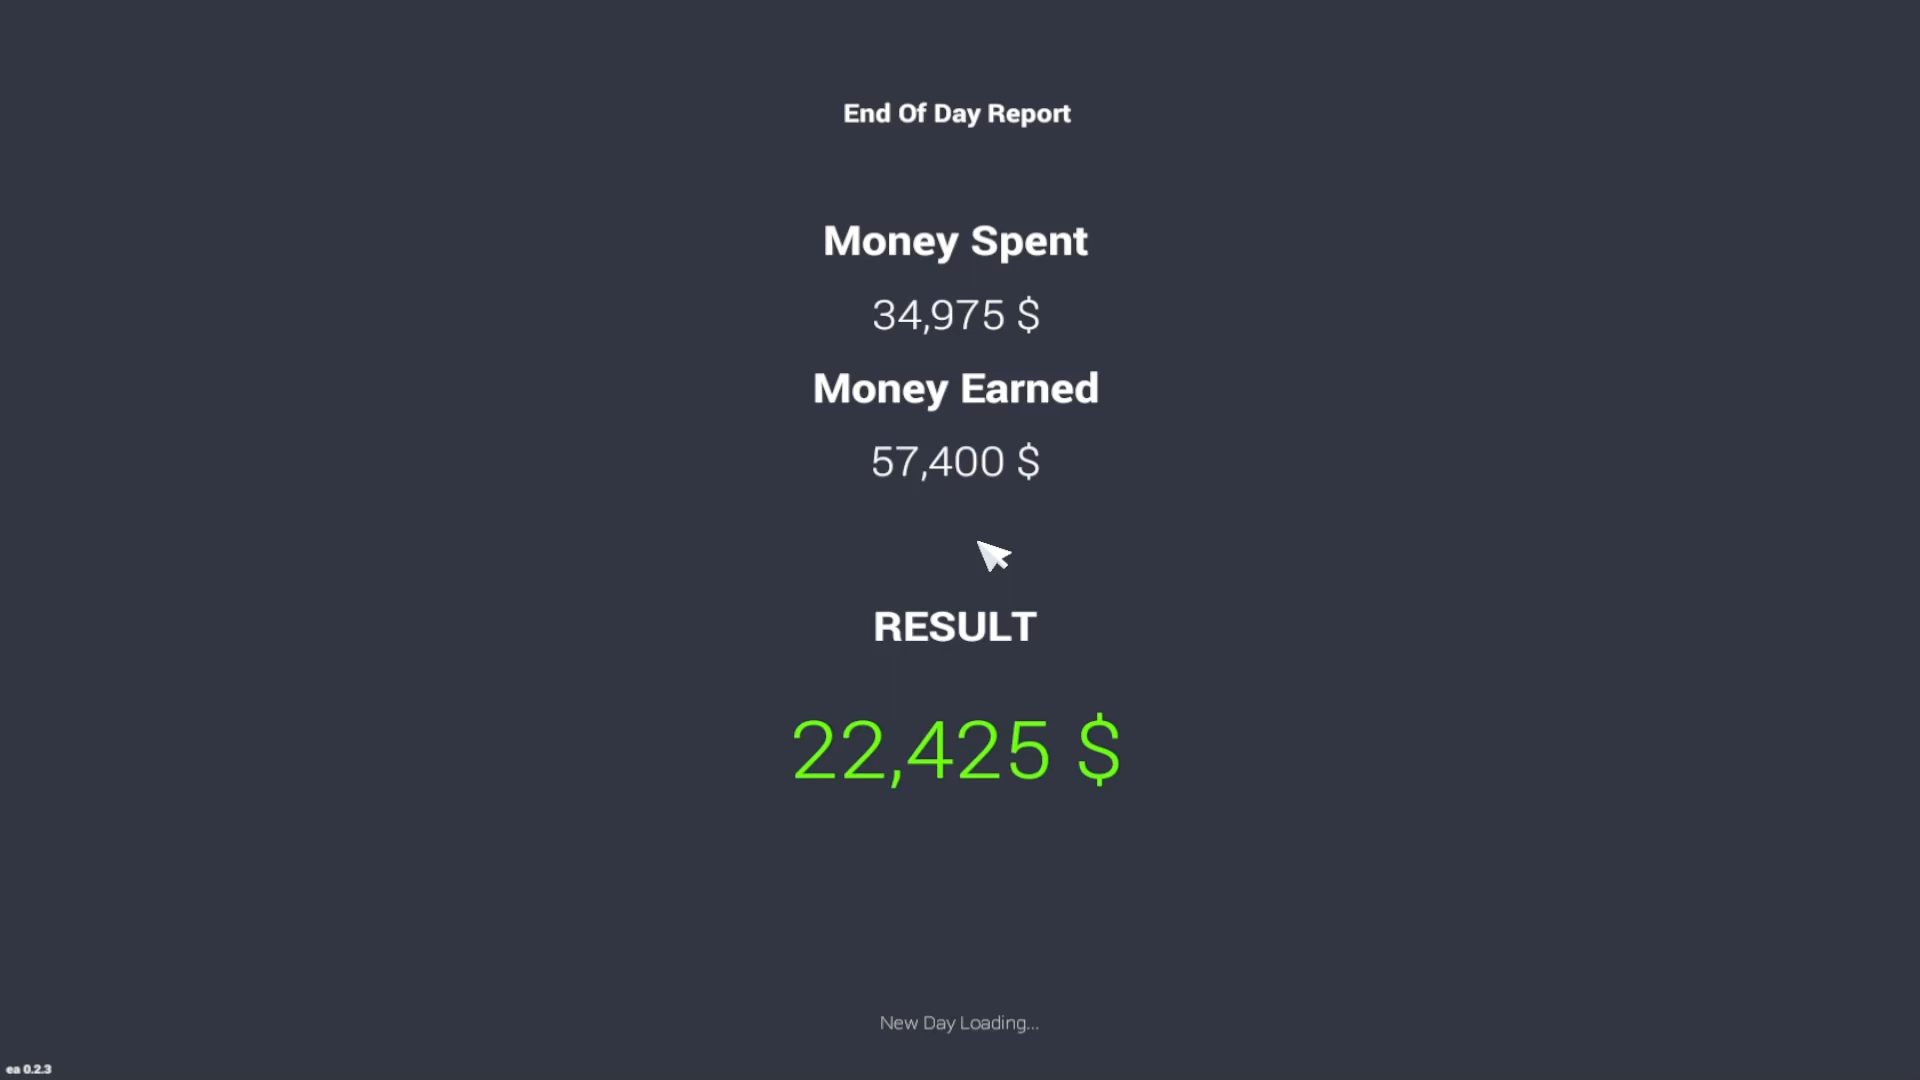 End Of Day Report
Money Spent
34,975 $
Money Earned
57,400 $
RESULT
22,425 $
New Day Loading...
ea 0.2.3